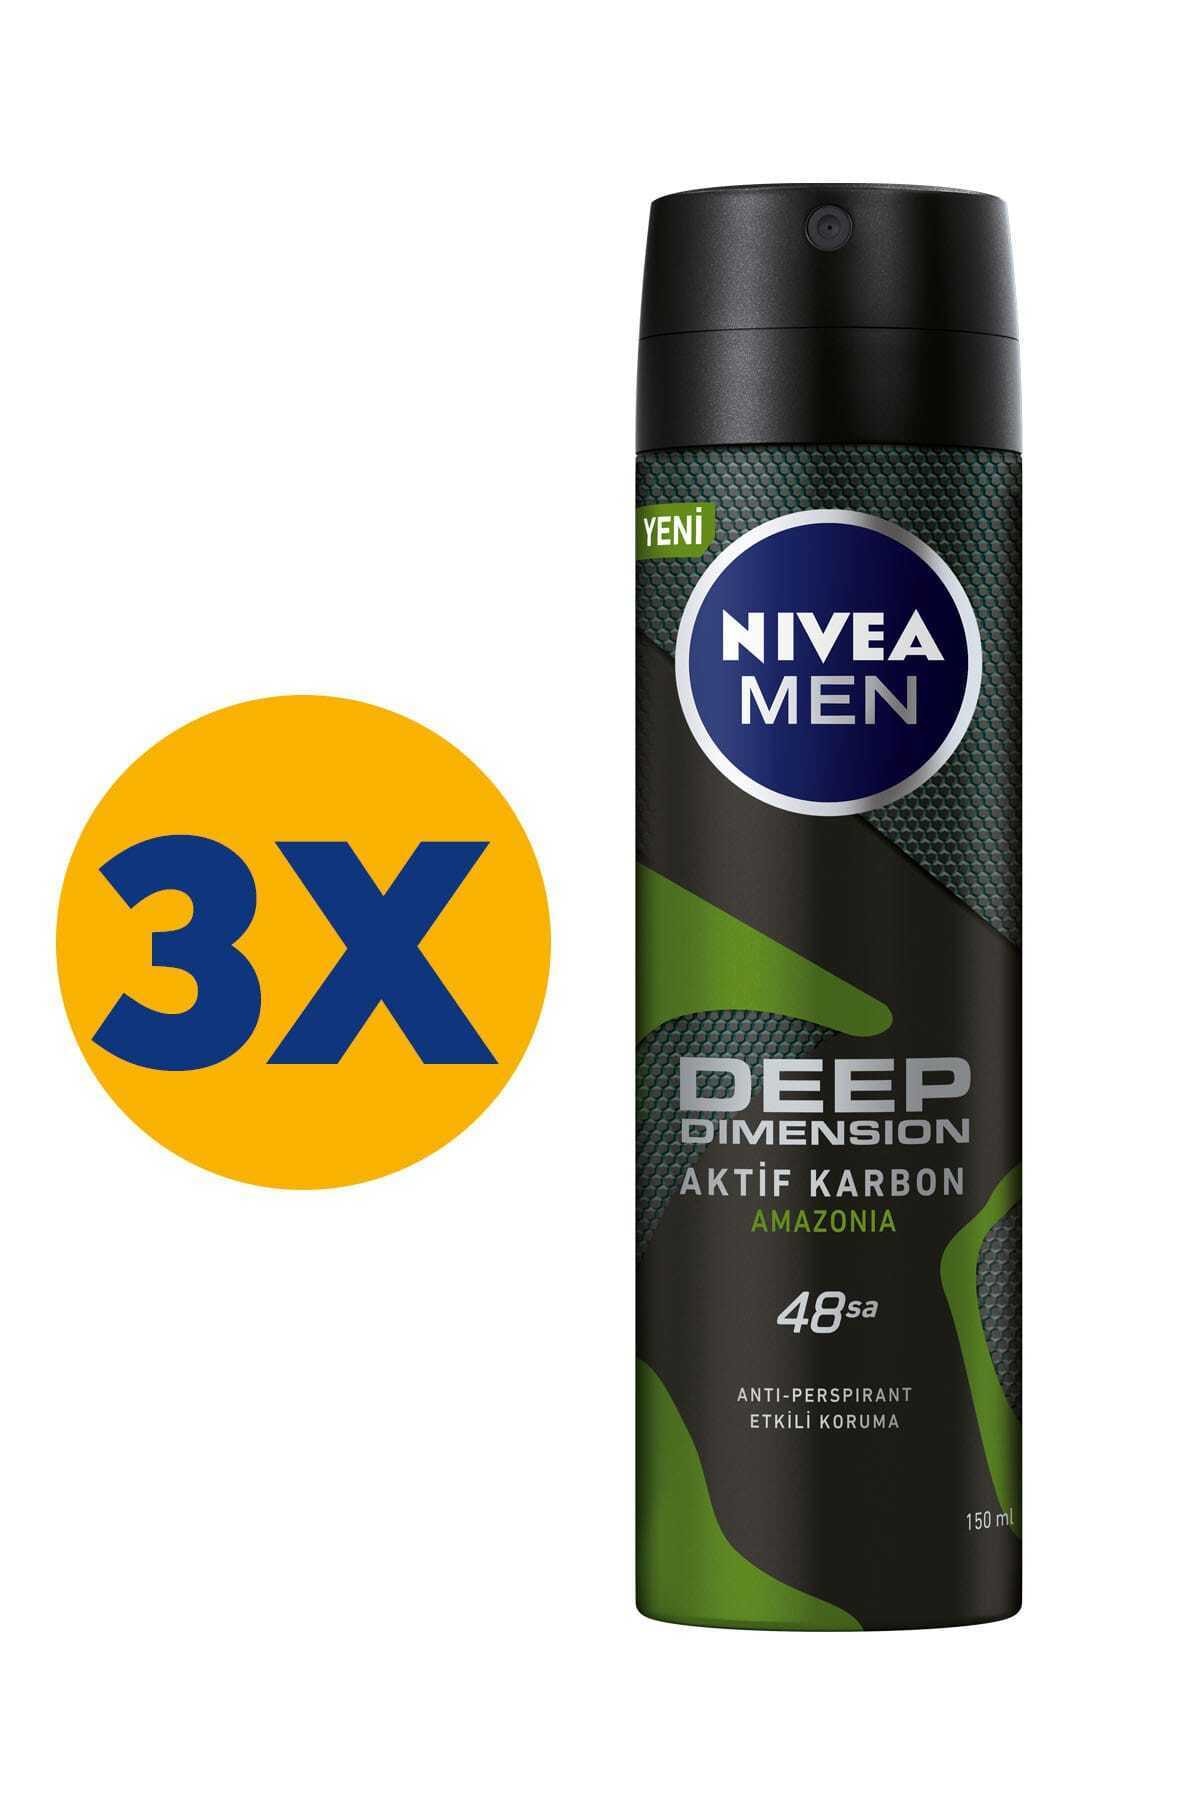 3X
YENİ
NIVEA
MEN
DEEP
DIMENSION
AKTİF KARBON
AMAZONIA
48sa
ANTI-PERSPIRANT
ETKİLİ KORUMA
150 ml